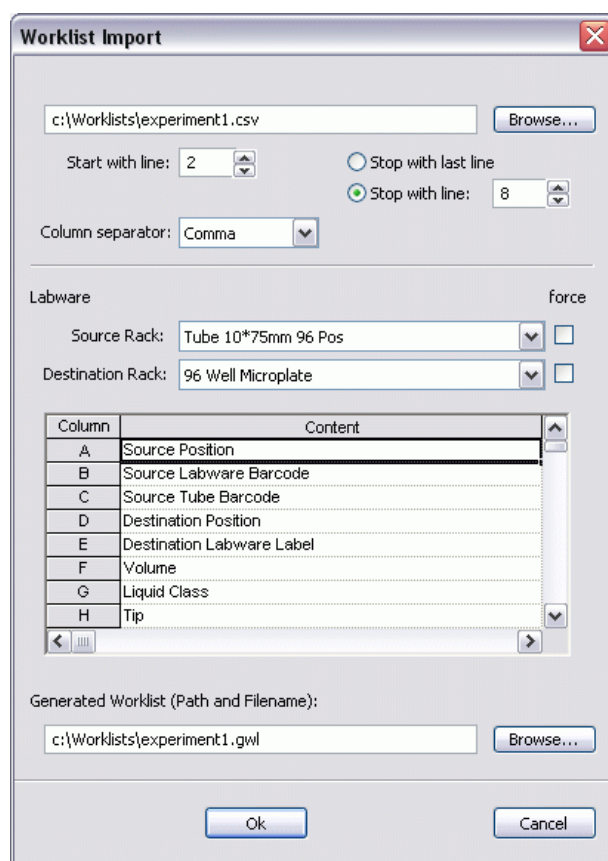 Worklist Import
c:\Worklists\experiment1.csv Browse...
Start with line: 2 Stop with last line
Stop with line: 8
Column separator: Comma
Labware force
Source Rack: Tube 10*75mm 96 Pos
Destination Rack: 96 Well Microplate
Column Content
A Source Position
B Source Labware Barcode
C Source Tube Barcode
D Destination Position
E Destination Labware Label
F Volume
G Liquid Class
H Tip
Generated Worklist (Path and Filename):
c:\Worklists\experiment1.gwl Browse...
Ok Cancel